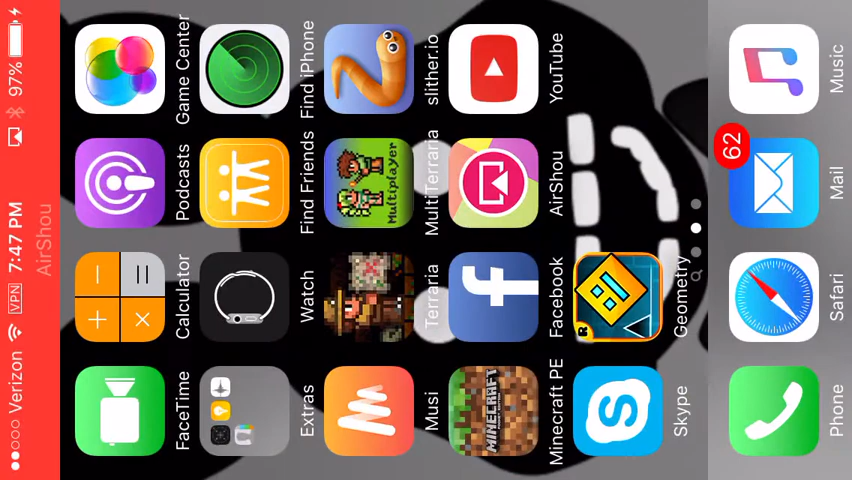 Verizon VPN 7:47 PM 97%
AirShou
FaceTime Calculator Podcasts Game Center
Extras Watch Find Friends Find iPhone
Multiplayer
Musi Terraria MultiTerraria slither.io
MINECRAFT
Minecraft PE Facebook AirShou YouTube
Skype Geometry
62
Phone Safari Mail Music